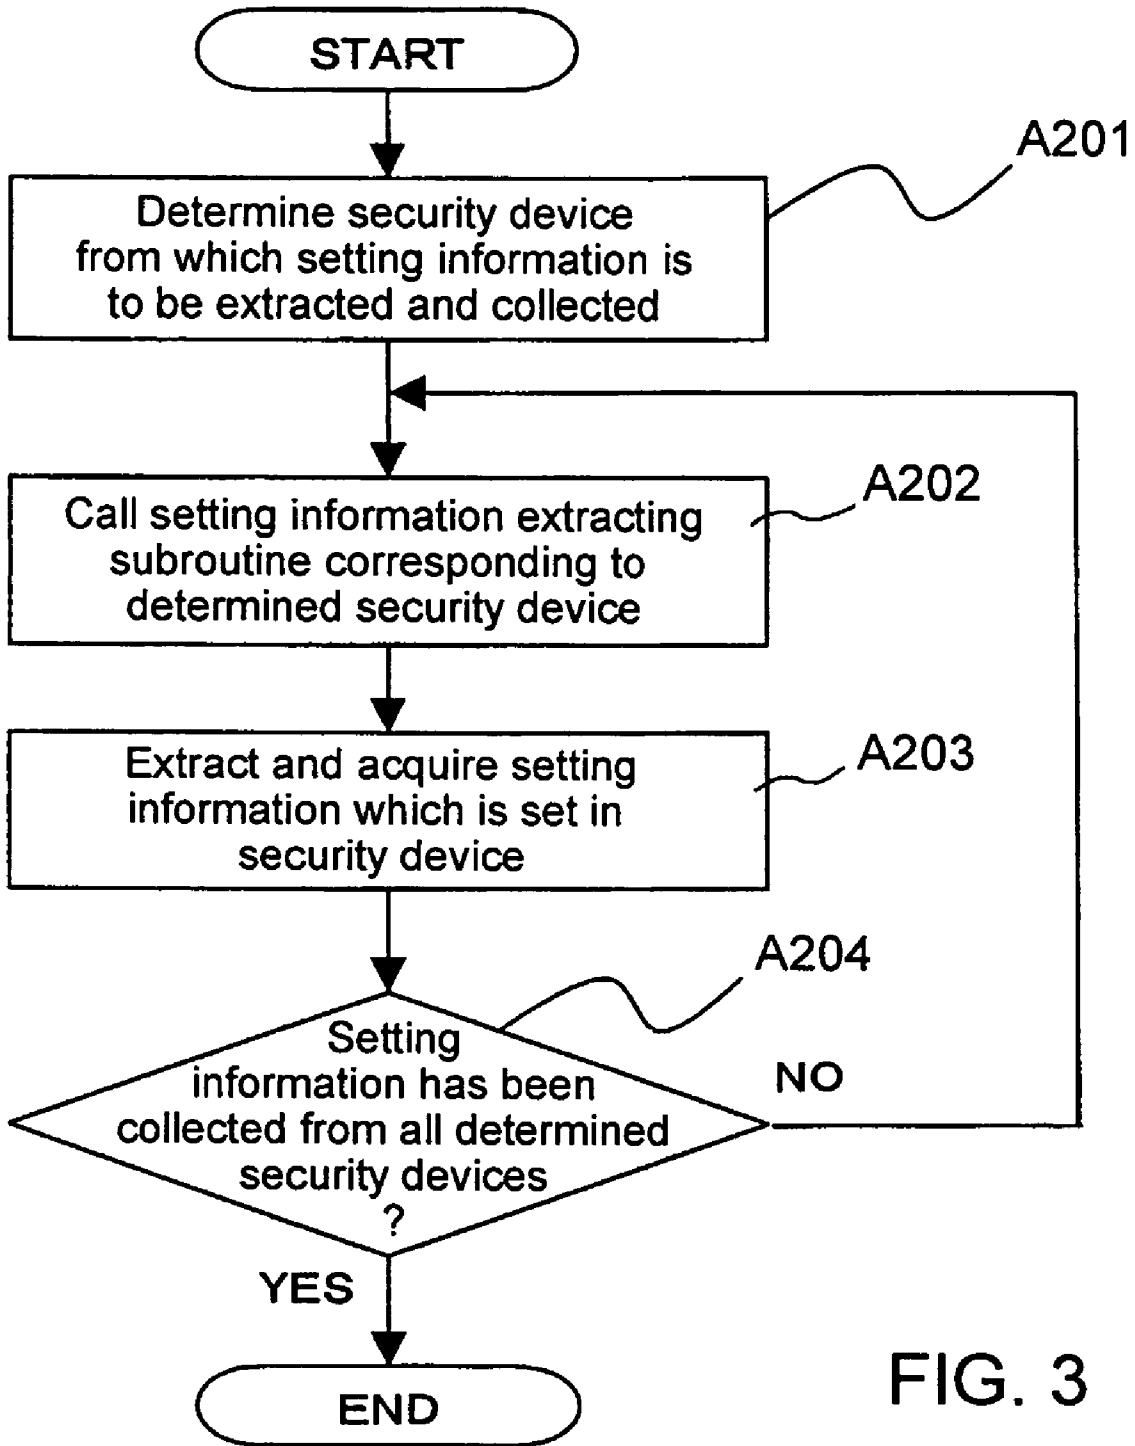 START
A201
Determine security device
from which setting information is
to be extracted and collected
A202
Call setting information extracting
subroutine corresponding to
determined security device
A203
Extract and acquire setting
information which is set in
security device
A204
Setting
information has been
collected from all determined
security devices
?
NO
YES
END
FIG. 3